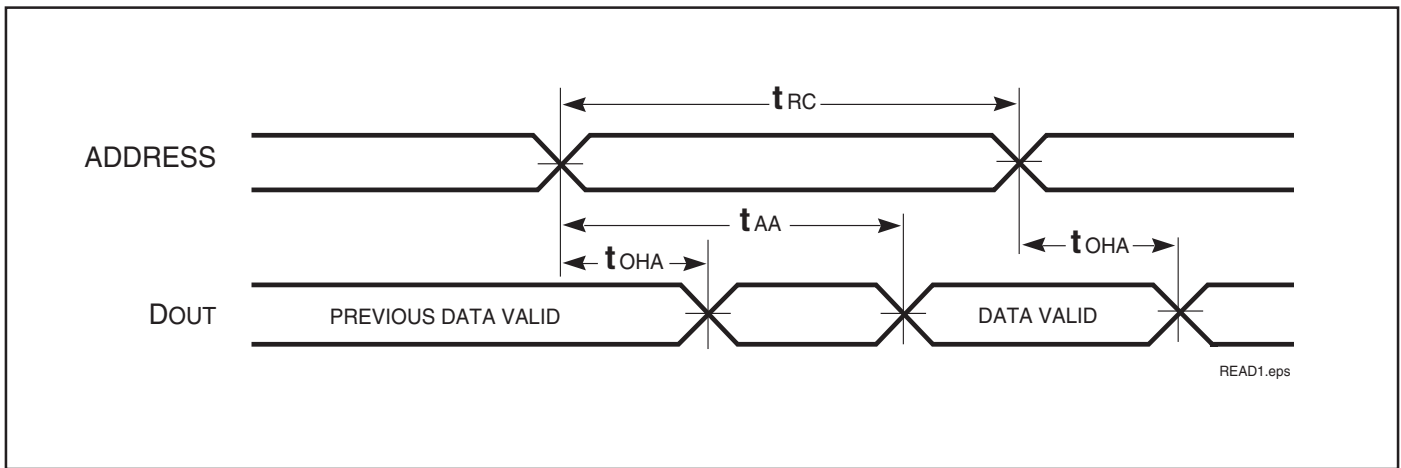 tRC
ADDRESS
tAA
tOHA
tOHA
DOUT
PREVIOUS DATA VALID
DATA VALID
READ1.eps